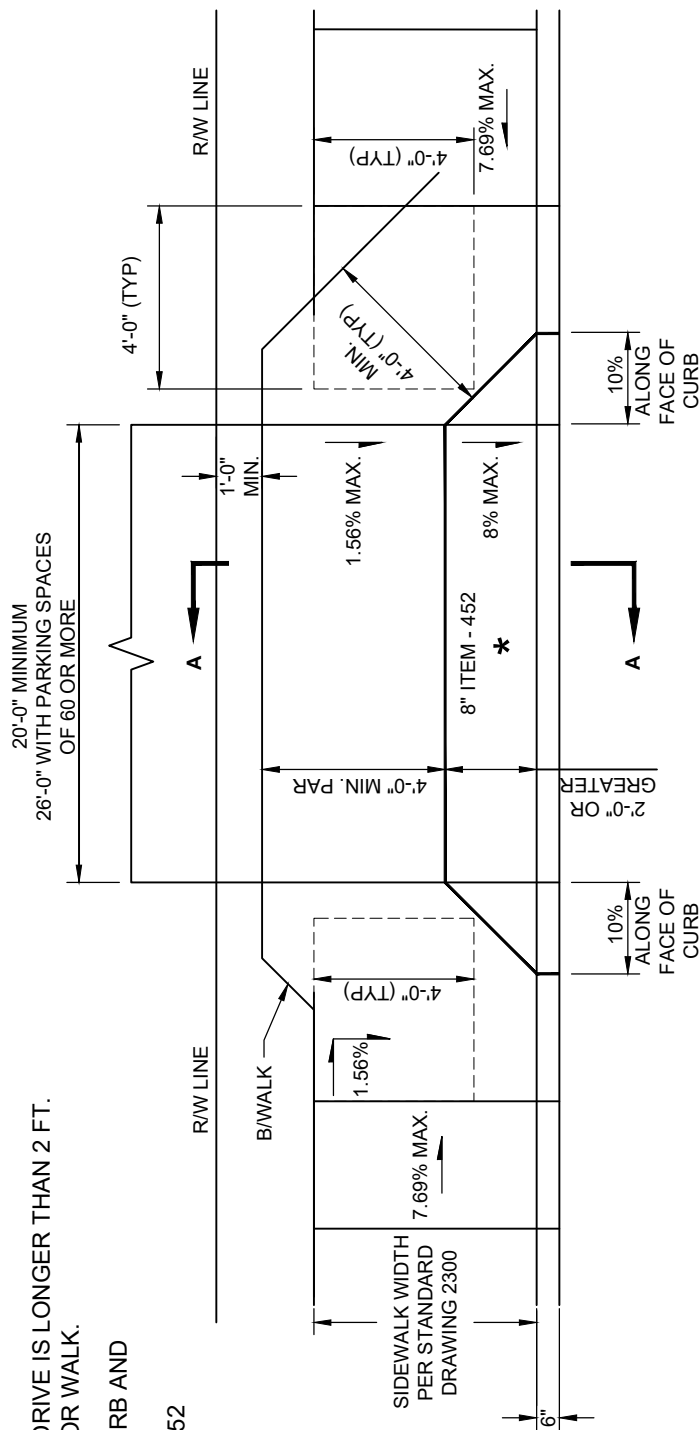 DRIVE IS LONGER THAN 2 FT.
OR WALK.
RB AND
52
20'-0" MINIMUM
26'-0" WITH PARKING SPACES
OF 60 OR MORE
4'-0" (TYP)
R/W LINE
R/W LINE
1'-0"
MIN.
B/WALK
A
4'-0" (TYP)
4'-0" (TYP)
MIN.
4'-0" (TYP)
1.56% MAX.
4'-0" MIN. PAR
1.56%
7.69% MAX.
7.69% MAX.
8% MAX.
8" ITEM - 452
*
2'-0" OR
GREATER
A
SIDEWALK WIDTH
PER STANDARD
DRAWING 2300
6"
10%
ALONG
FACE OF
CURB
10%
ALONG
FACE OF
CURB